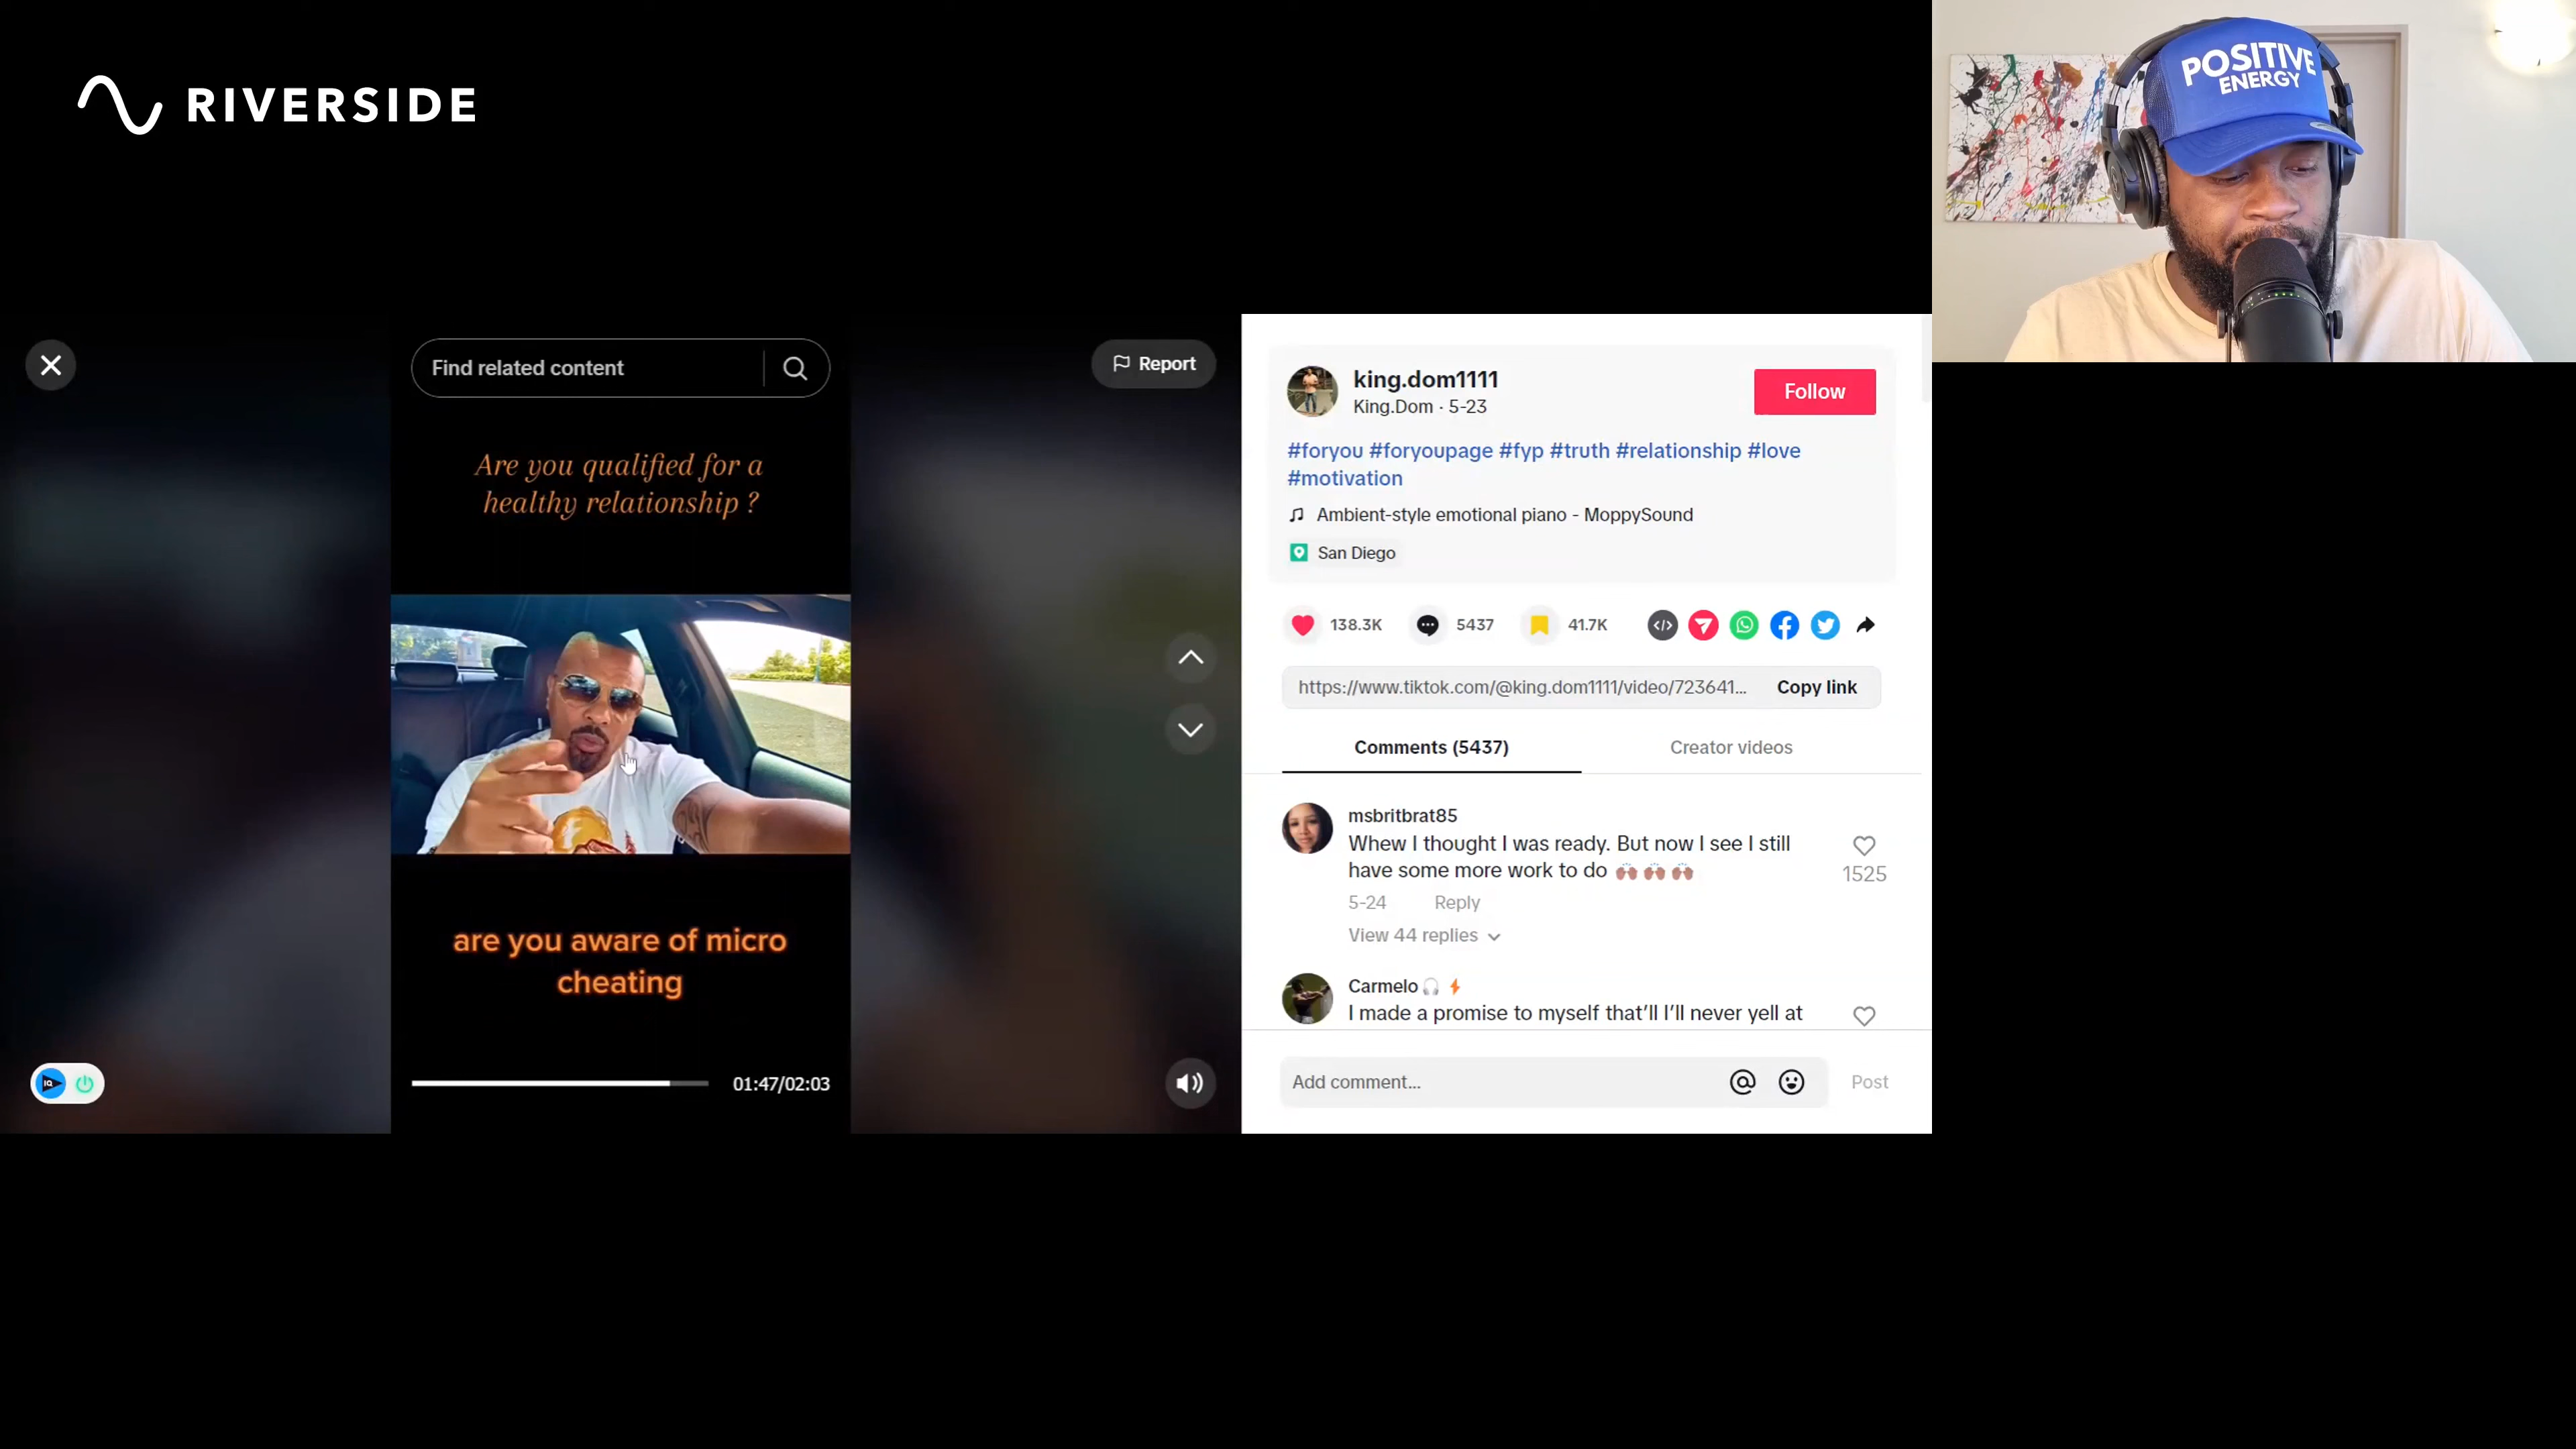 RIVERSIDE
POSITIVE
ENERGY
Find related content
Report
Are you qualified for a
healthy relationship ?
are you aware of micro
cheating
IQ
01:47/02:03
king.dom1111
King.Dom · 5-23
Follow
#foryou #foryoupage #fyp #truth #relationship #love
#motivation
Ambient-style emotional piano - MoppySound
San Diego
138.3K
5437
41.7K
https://www.tiktok.com/@king.dom1111/video/723641...
Copy link
Comments (5437)
Creator videos
msbritbrat85
Whew I thought I was ready. But now I see I still
have some more work to do 🙌🏽 🙌🏽 🙌🏽
1525
5-24
Reply
View 44 replies
Carmelo🎧⚡
I made a promise to myself that’ll I’ll never yell at
Add comment...
Post